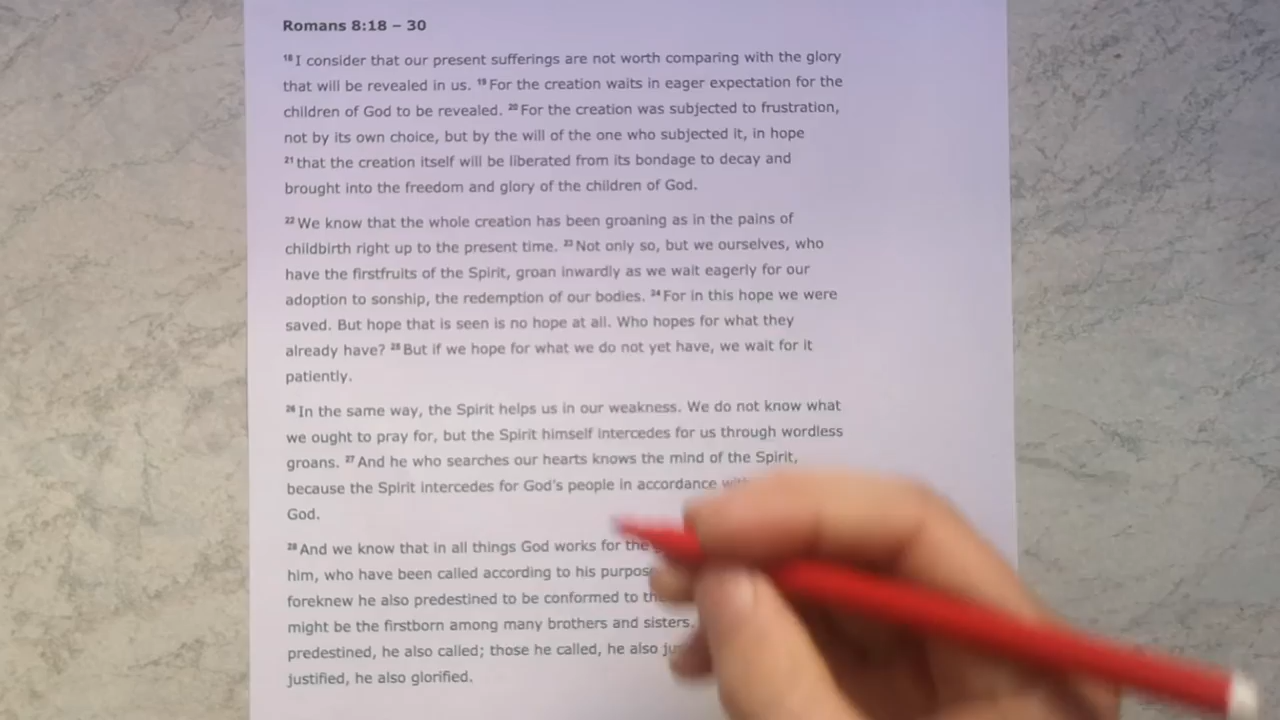 Romans 8:18 – 30
18 I consider that our present sufferings are not worth comparing with the glory
that will be revealed in us. 19 For the creation waits in eager expectation for the
children of God to be revealed. 20 For the creation was subjected to frustration,
not by its own choice, but by the will of the one who subjected it, in hope
21 that the creation itself will be liberated from its bondage to decay and
brought into the freedom and glory of the children of God.
22 We know that the whole creation has been groaning as in the pains of
childbirth right up to the present time. 23 Not only so, but we ourselves, who
have the firstfruits of the Spirit, groan inwardly as we wait eagerly for our
adoption to sonship, the redemption of our bodies. 24 For in this hope we were
saved. But hope that is seen is no hope at all. Who hopes for what they
already have? 25 But if we hope for what we do not yet have, we wait for it
patiently.
26 In the same way, the Spirit helps us in our weakness. We do not know what
we ought to pray for, but the Spirit himself intercedes for us through wordless
groans. 27 And he who searches our hearts knows the mind of the Spirit,
because the Spirit intercedes for God's people in accordance
God.
28 And we know that in all things God works for the
him, who have been called according to his
foreknew he also predestined to be conformed to
might be the firstborn among many brothers and sisters.
predestined, he also called; those he called, he also
justified, he also glorified.